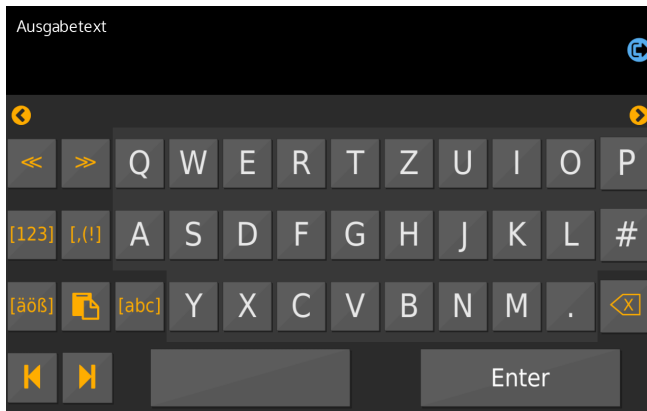 Ausgabetext
≪ ≫ Q W E R T Z U I O P
[123] [,(!] A S D F G H J K L #
[äöß] [abc] Y X C V B N M .
Enter